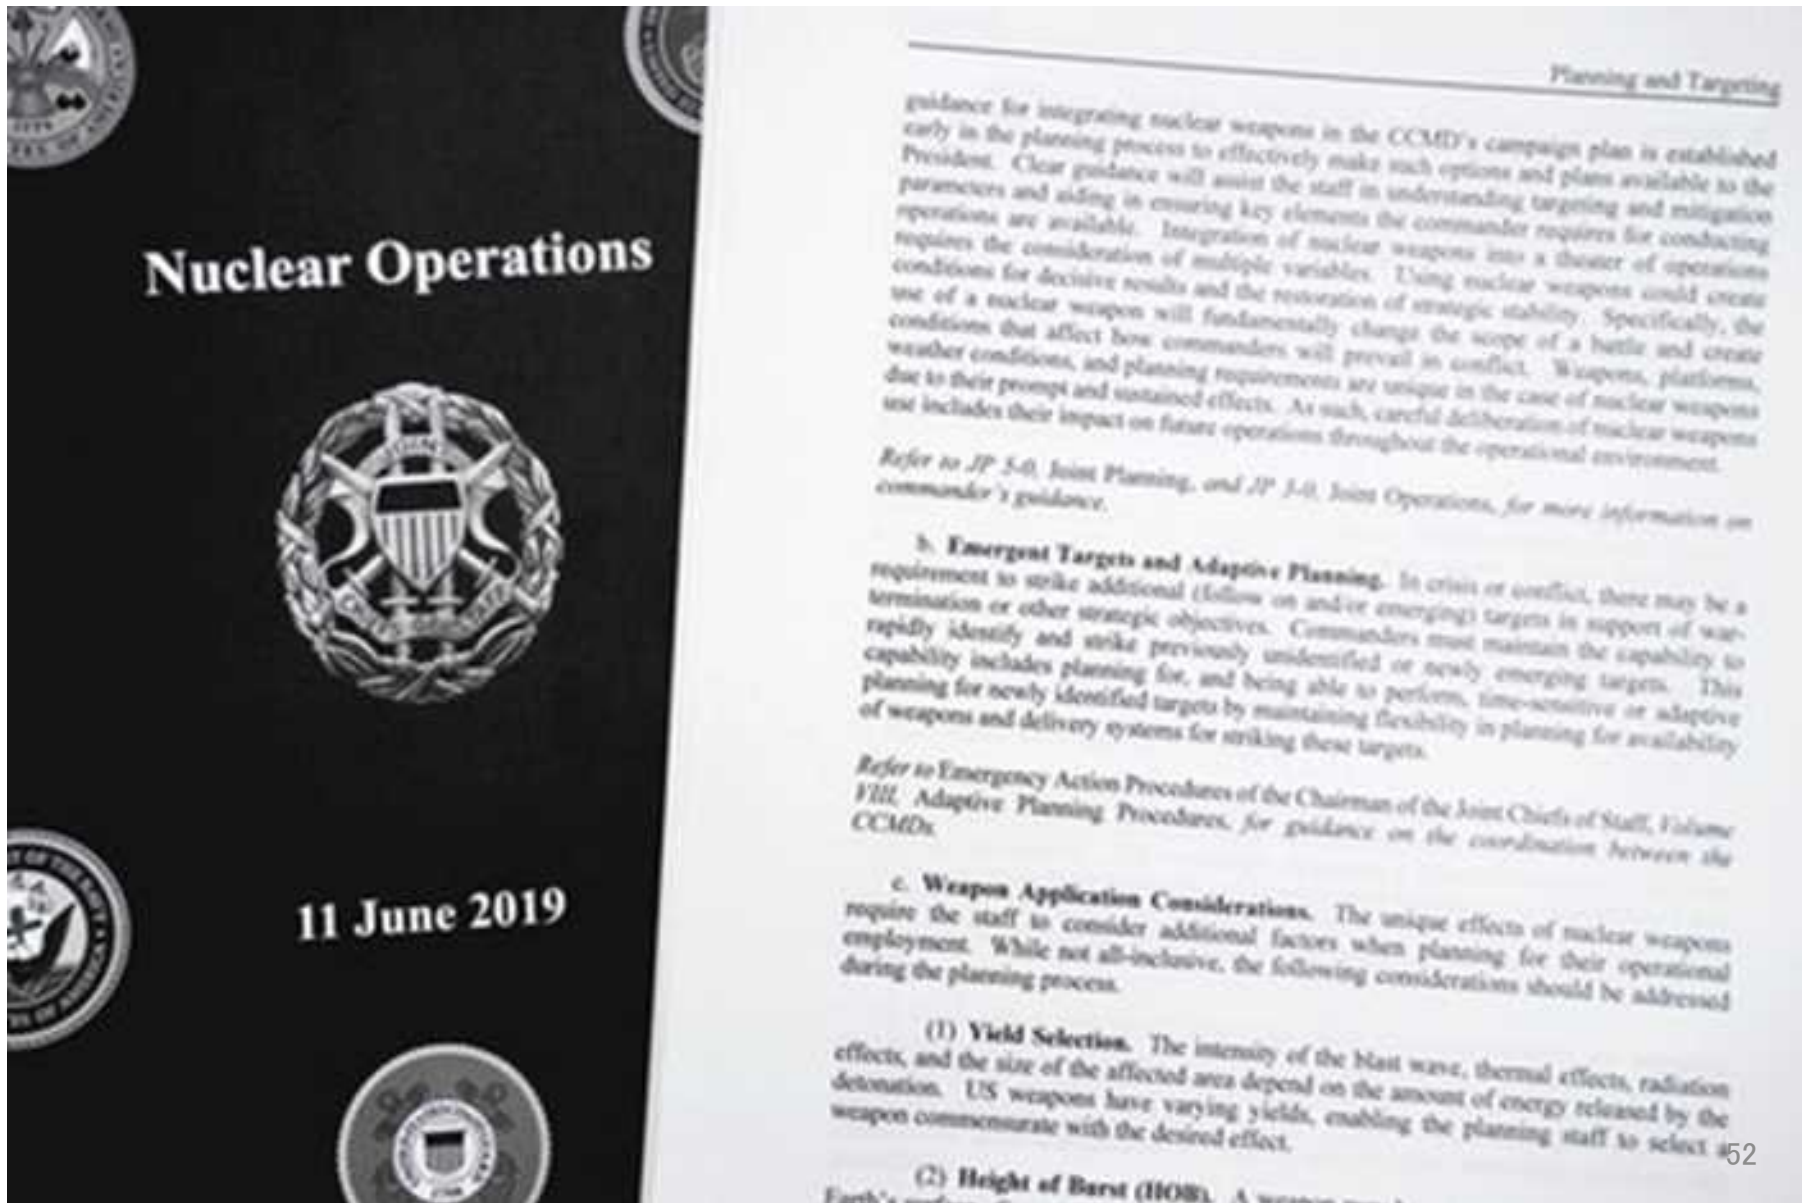 Nuclear Operations
11 June 2019
Planning and Targeting
guidance for integrating nuclear weapons in the CCMD's campaign plan is established
early in the planning process to effectively make such options and plans available to the
President. Clear guidance will assist the staff in understanding targeting and mitigation
parameters and aiding in ensuring key elements the commander requires for conducting
operations are available. Integration of nuclear weapons into a theater of operations
requires the consideration of multiple variables. Using nuclear weapons could create
conditions for decisive results and the restoration of strategic stability. Specifically, the
use of a nuclear weapon will fundamentally change the scope of a battle and create
conditions that affect how commanders will prevail in conflict. Weapons, platforms,
weather conditions, and planning requirements are unique in the case of nuclear weapons
due to their prompt and sustained effects. As such, careful deliberation of nuclear weapons
use includes their impact on future operations throughout the operational environment.
Refer to JP 5-0, Joint Planning, and JP 3-0, Joint Operations, for more information on
commander's guidance.
b. Emergent Targets and Adaptive Planning. In crisis or conflict, there may be a
requirement to strike additional (follow on and/or emerging) targets in support of war-
termination or other strategic objectives. Commanders must maintain the capability to
rapidly identify and strike previously unidentified or newly emerging targets. This
capability includes planning for, and being able to perform, time-sensitive or adaptive
planning for newly identified targets by maintaining flexibility in planning for availability
of weapons and delivery systems for striking these targets.
Refer to Emergency Action Procedures of the Chairman of the Joint Chiefs of Staff, Volume
VIII, Adaptive Planning Procedures, for guidance on the coordination between the
CCMDs.
c. Weapon Application Considerations. The unique effects of nuclear weapons
require the staff to consider additional factors when planning for their operational
employment. While not all-inclusive, the following considerations should be addressed
during the planning process.
(1) Yield Selection. The intensity of the blast wave, thermal effects, radiation
effects, and the size of the affected area depend on the amount of energy released by the
detonation. US weapons have varying yields, enabling the planning staff to select a
weapon commensurate with the desired effect.
52
(2) Height of Burst (HOB). A weapon
Earth's